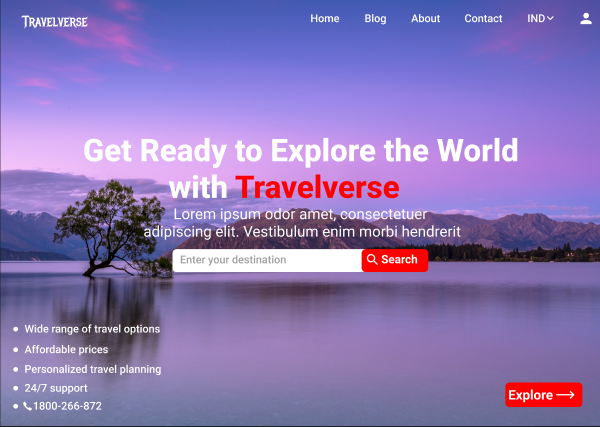 Travelverse
Home Blog About Contact IND
Get Ready to Explore the World
with Travelverse
Lorem ipsum odor amet, consectetuer
adipiscing elit. Vestibulum enim morbi hendrerit
Enter your destination Search
Wide range of travel options
Affordable prices
Personalized travel planning
24/7 support
1800-266-872
Explore